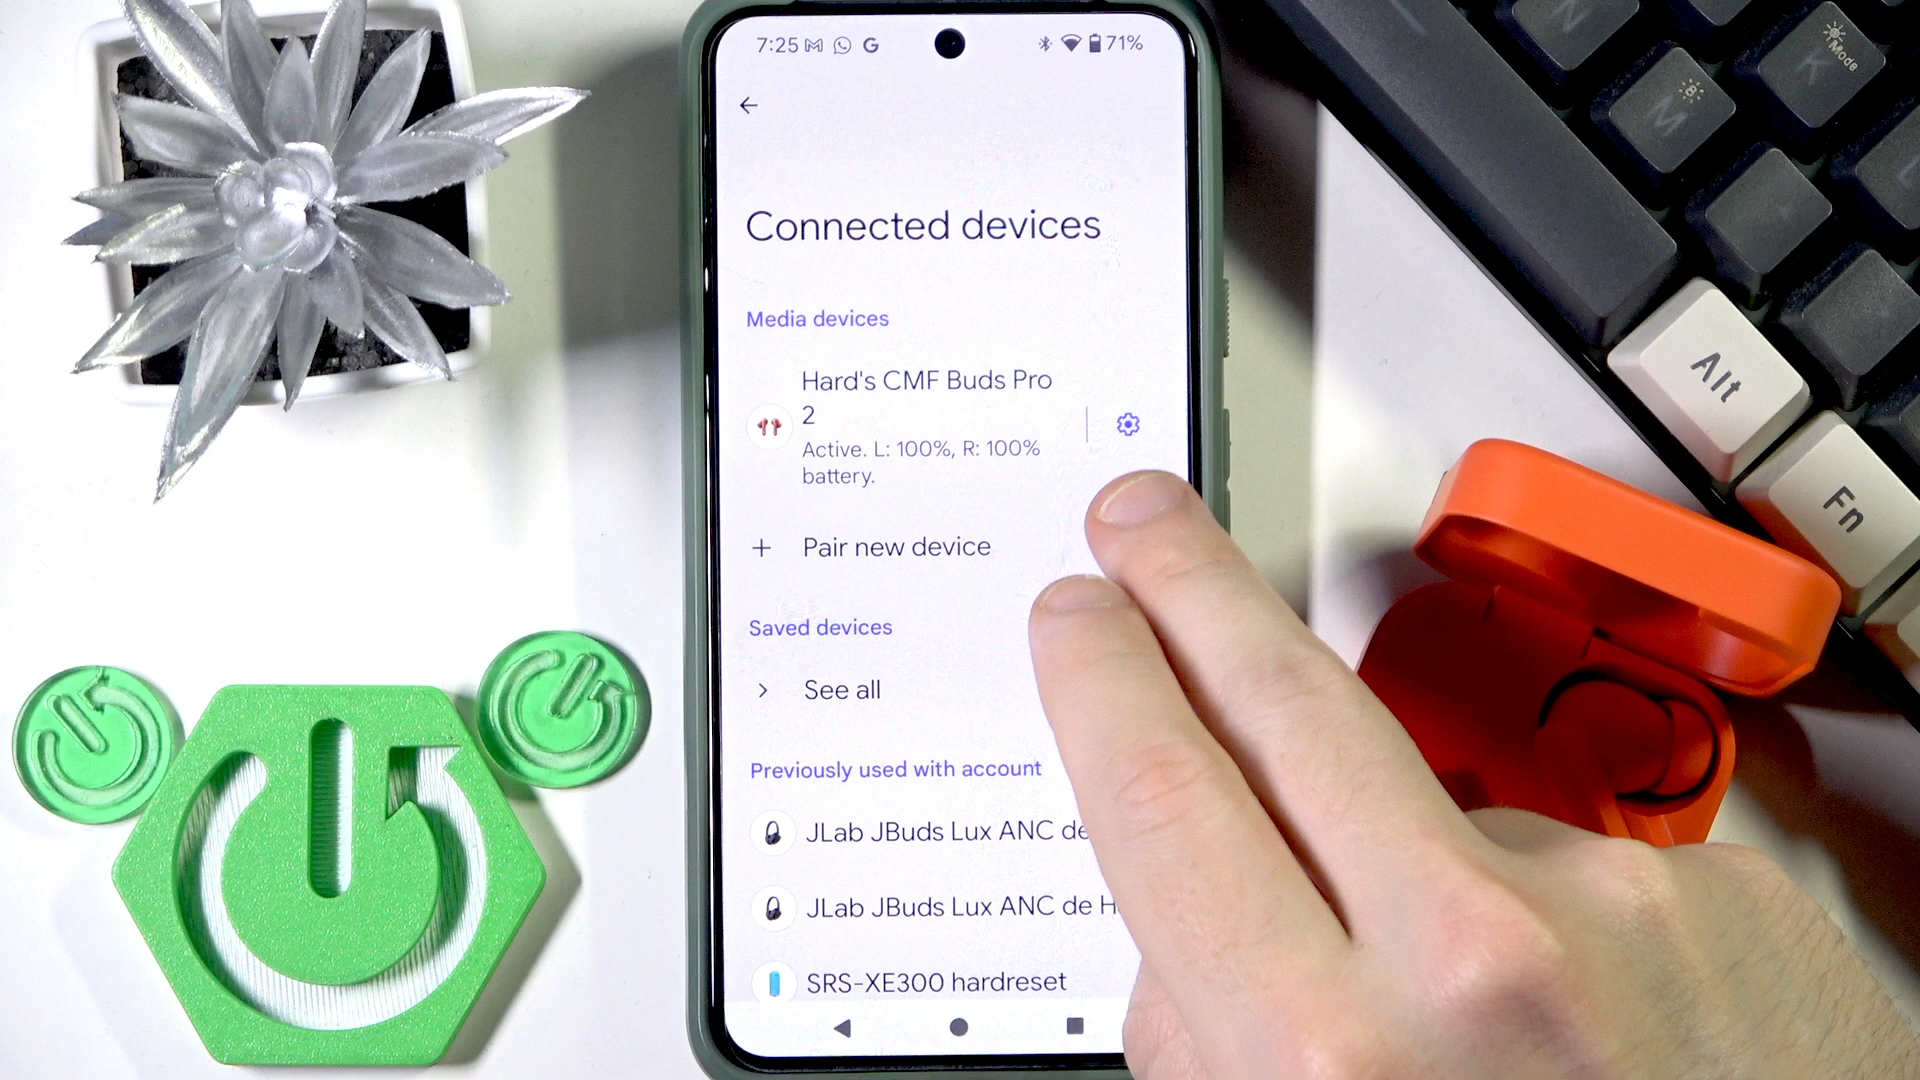 7:25 G 71%
Connected devices
Media devices
Hard's CMF Buds Pro
2
Active. L: 100%, R: 100%
battery.
+ Pair new device
Saved devices
> See all
Previously used with account
JLab JBuds Lux ANC de
JLab JBuds Lux ANC de H
SRS-XE300 hardreset
N
M
K
Mode
L
Alt
Fn